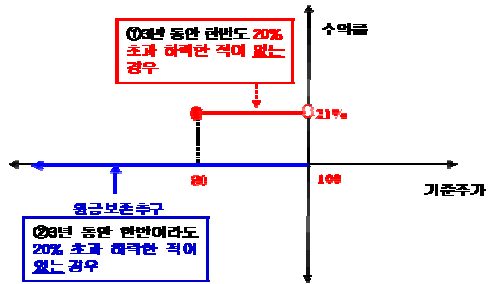 ①3년 동안 한번도 20%
초과 하락한 적이 없는
경우
수익률
21%
80
100
기준주가
원금보존추구
②3년 동안 한번이라도
20% 초과 하락한 적이
있는 경우